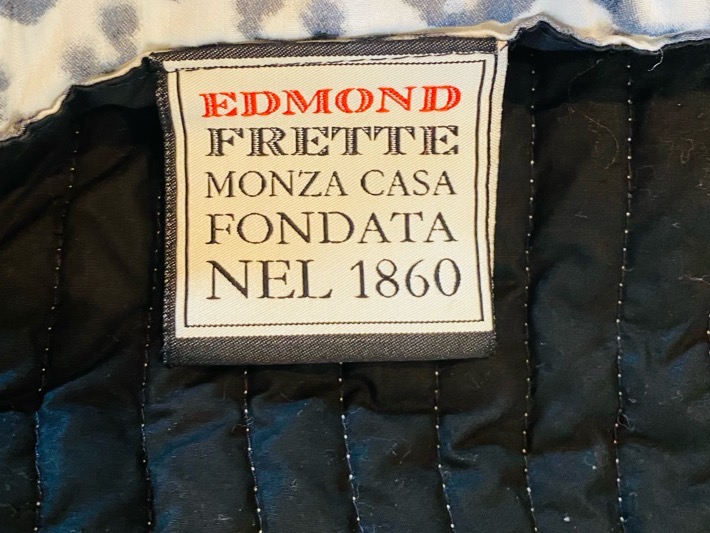 EDMOND
FRETTE
MONZA CASA
FONDATA
NEL 1860